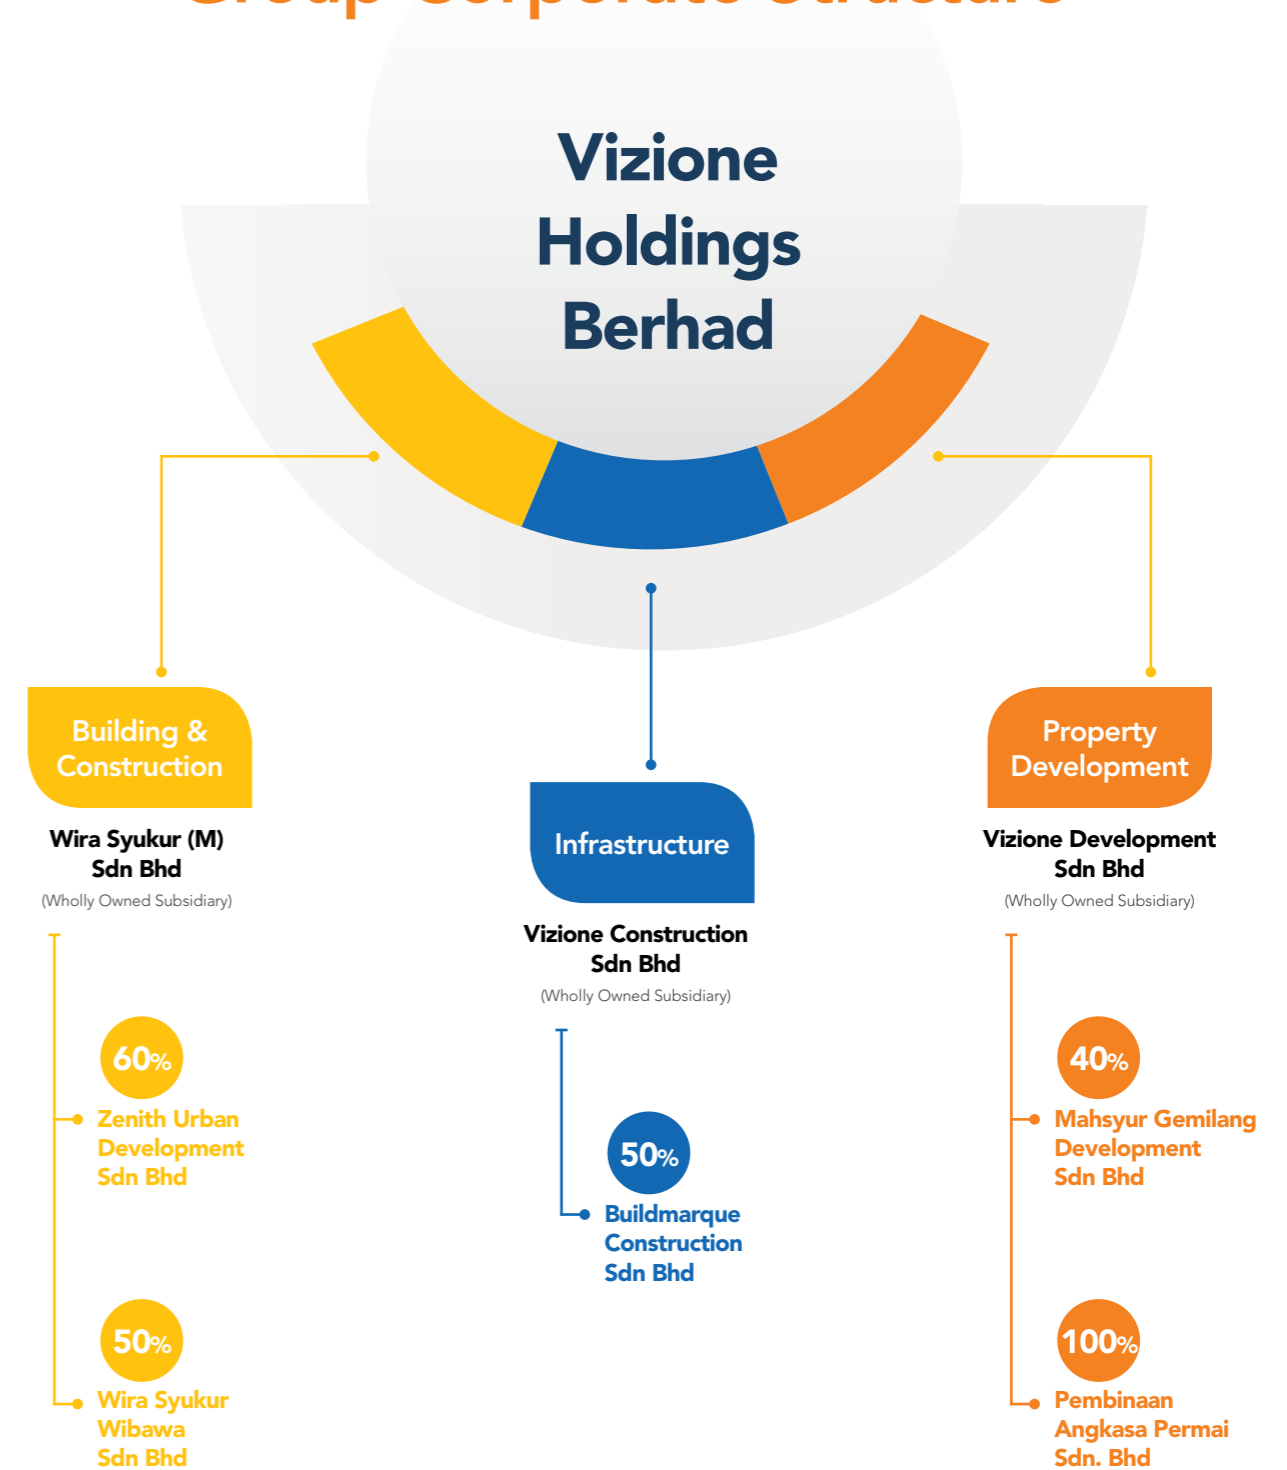 Group Corporate Structure
Vizione
Holdings
Berhad
Building &
Construction
Wira Syukur (M)
Sdn Bhd
(Wholly Owned Subsidiary)
60%
Zenith Urban
Development
Sdn Bhd
50%
Wira Syukur
Wibawa
Sdn Bhd
Infrastructure
Vizione Construction
Sdn Bhd
(Wholly Owned Subsidiary)
50%
Buildmarque
Construction
Sdn Bhd
Property
Development
Vizione Development
Sdn Bhd
(Wholly Owned Subsidiary)
40%
Mahsyur Gemilang
Development
Sdn Bhd
100%
Pembinaan
Angkasa Permai
Sdn. Bhd